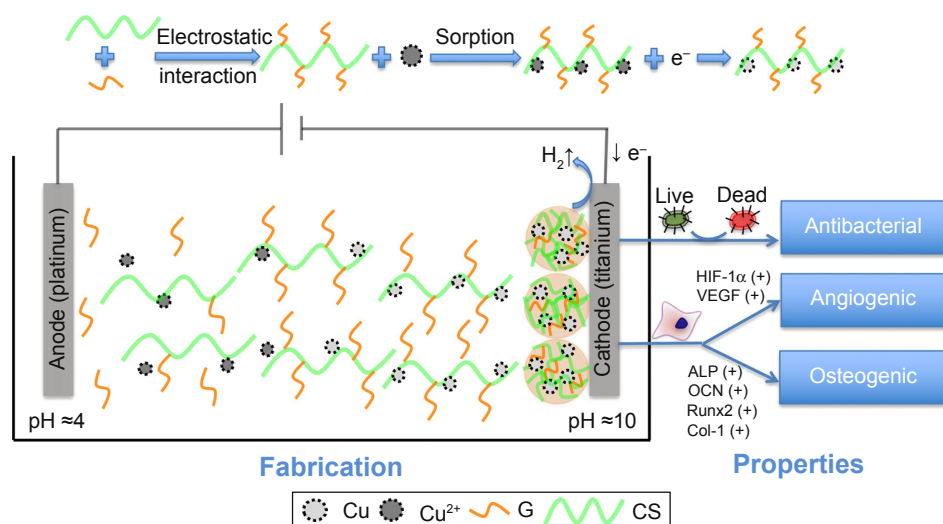 Electrostatic
interaction
Sorption
e⁻
H₂↑
↓ e⁻
Anode (platinum)
Cathode (titanium)
pH ≈4
pH ≈10
Live
Dead
Antibacterial
HIF-1α (+)
VEGF (+)
Angiogenic
ALP (+)
OCN (+)
Runx2 (+)
Col-1 (+)
Osteogenic
Fabrication
Properties
Cu
Cu²⁺
G
CS